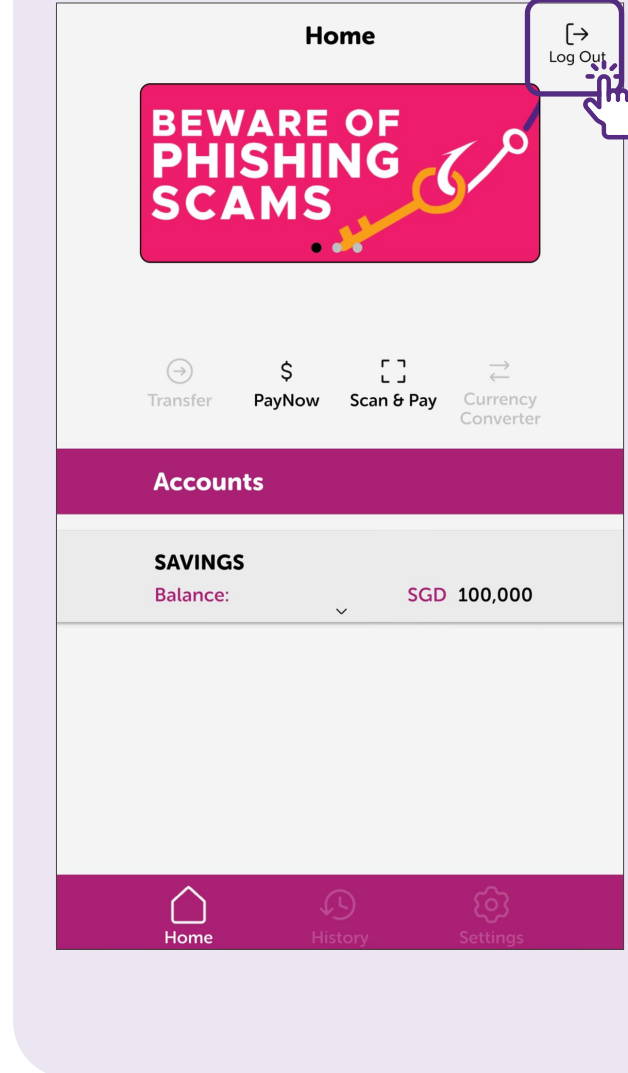 Home
Log Out
BEWARE OF
PHISHING
SCAMS
Transfer
PayNow
Scan & Pay
Currency
Converter
Accounts
SAVINGS
Balance: SGD 100,000
Home
History
Settings